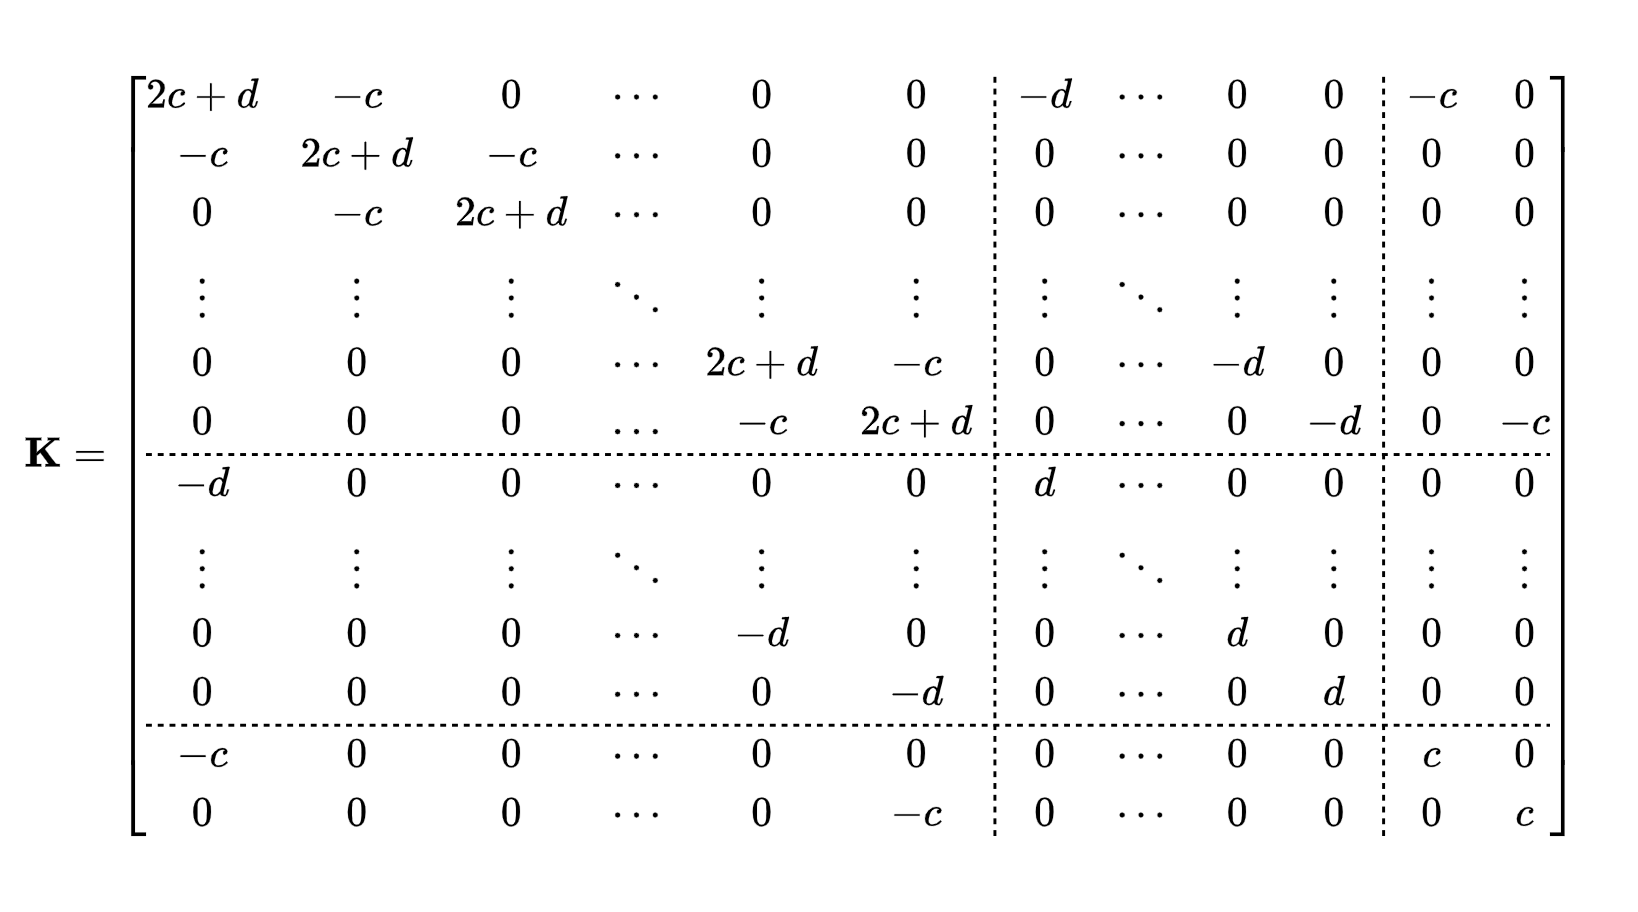 2c + d −c 0 ⋯ 0 0 −d ⋯ 0 0 −c 0
−c 2c + d −c ⋯ 0 0 0 ⋯ 0 0 0 0
0 −c 2c + d ⋯ 0 0 0 ⋯ 0 0 0 0
⋮ ⋮ ⋮ ⋱ ⋮ ⋮ ⋮ ⋱ ⋮ ⋮ ⋮ ⋮
0 0 0 ⋯ 2c + d −c 0 ⋯ −d 0 0 0
0 0 0 … −c 2c + d 0 ⋯ 0 −d 0 −c
K =
−d 0 0 ⋯ 0 0 d ⋯ 0 0 0 0
⋮ ⋮ ⋮ ⋱ ⋮ ⋮ ⋮ ⋱ ⋮ ⋮ ⋮ ⋮
0 0 0 ⋯ −d 0 0 ⋯ d 0 0 0
0 0 0 ⋯ 0 −d 0 ⋯ 0 d 0 0
−c 0 0 ⋯ 0 0 0 ⋯ 0 0 c 0
0 0 0 ⋯ 0 −c 0 ⋯ 0 0 0 c